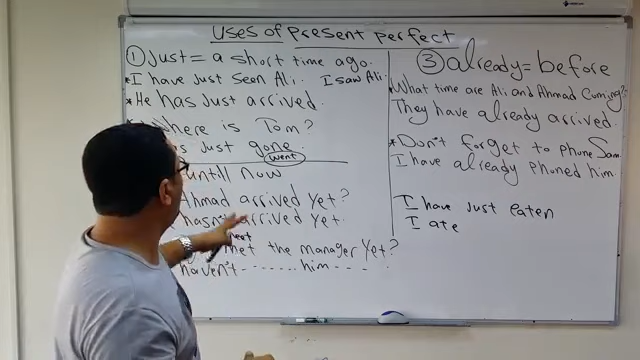 Uses of present perfect
① Just = a short time ago.
* I have just seen Ali. I saw Ali.
* He has just arrived.
Where is Tom?
s just gone
went
untill now
Ahmad arrived yet?
hasn't arrived yet.
met the manager yet?
haven't ....... him ....
③ already = before
What time are Ali and Ahmad Coming?
They have already arrived.
* Don't forget to phone Sam.
I have already phoned him.
I have just eaten
I ate